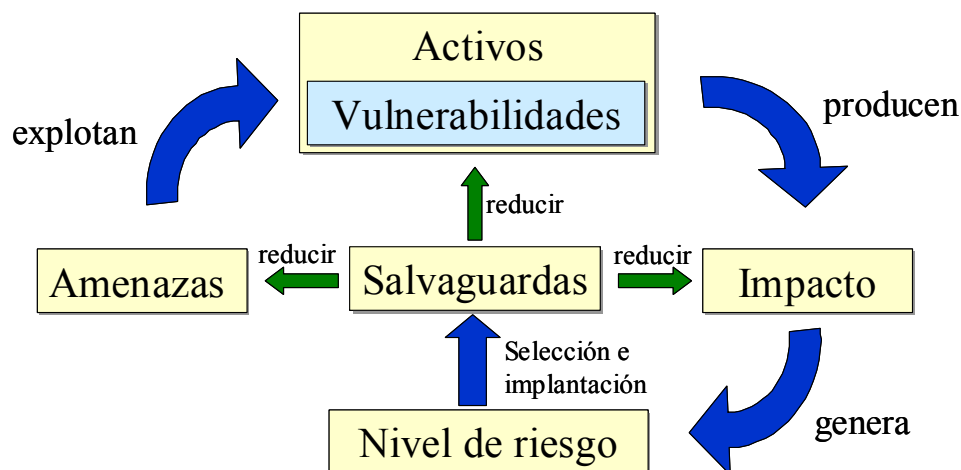 Activos
Vulnerabilidades
explotan
producen
reducir
reducir
reducir
Amenazas
Salvaguardas
Impacto
Selección e
implantación
Nivel de riesgo
genera